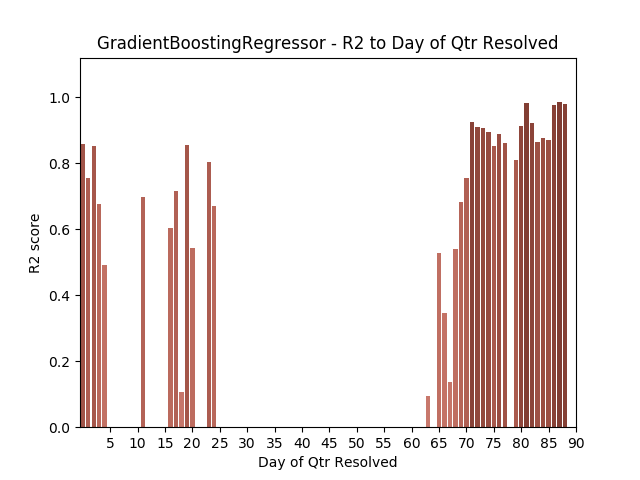 GradientBoostingRegressor - R2 to Day of Qtr Resolved
1.0
0.8
0.6
0.4
0.2
0.0
R2 score
5 10 15 20 25 30 35 40 45 50 55 60 65 70 75 80 85 90
Day of Qtr Resolved